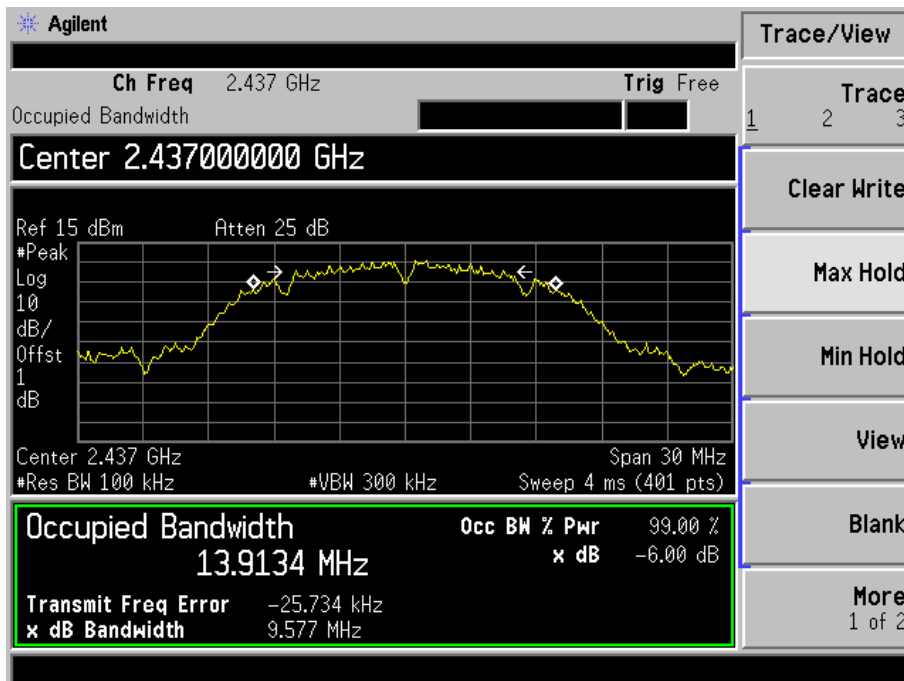 Agilent
Ch Freq 2.437 GHz Trig Free
Occupied Bandwidth
Center 2.437000000 GHz
Ref 15 dBm Atten 25 dB
#Peak
Log
10
dB/
Offst
1
dB
Center 2.437 GHz Span 30 MHz
#Res BW 100 kHz #VBW 300 kHz Sweep 4 ms (401 pts)
Occupied Bandwidth Occ BW % Pwr 99.00 %
13.9134 MHz x dB -6.00 dB
Transmit Freq Error -25.734 kHz
x dB Bandwidth 9.577 MHz
Trace/View
Trace
1 2 3
Clear Write
Max Hold
Min Hold
View
Blank
More
1 of 2